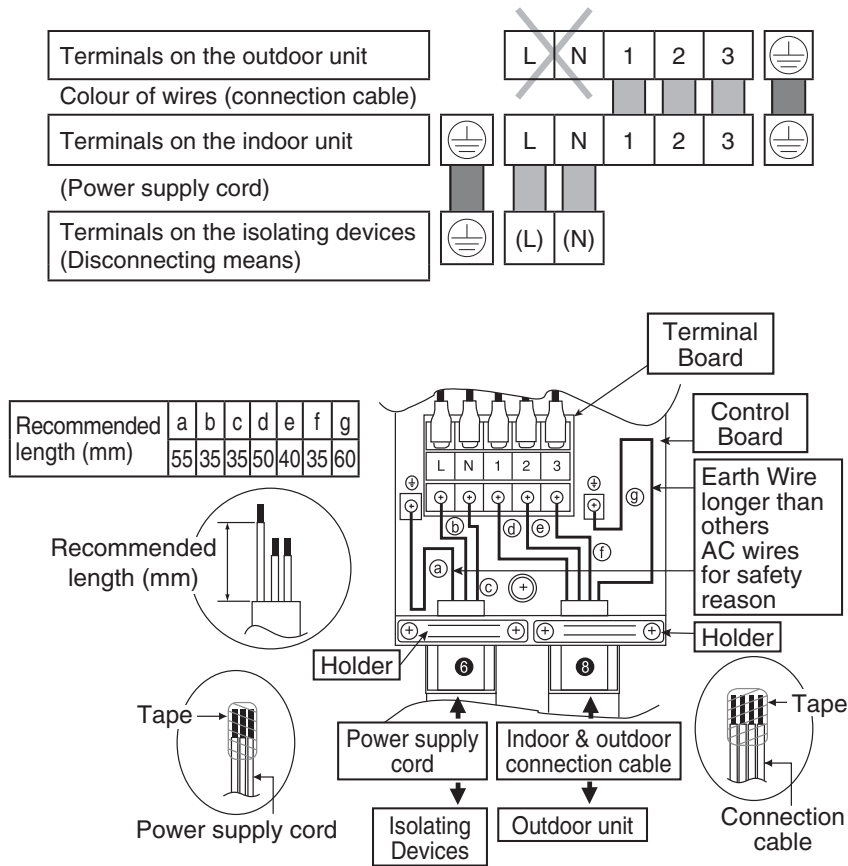 Terminals on the outdoor unit
L N 1 2 3
Colour of wires (connection cable)
Terminals on the indoor unit
L N 1 2 3
(Power supply cord)
Terminals on the isolating devices
(Disconnecting means)
(L) (N)
Terminal
Board
Recommended
length (mm)
a b c d e f g
55 35 35 50 40 35 60
Control
Board
L N 1 2 3
Earth Wire
longer than
others
AC wires
for safety
reason
g
b d e
f
a
c
Recommended
length (mm)
Holder
Holder
6
8
Tape
Tape
Power supply
cord
Indoor & outdoor
connection cable
Power supply cord
Isolating
Devices
Outdoor unit
Connection
cable